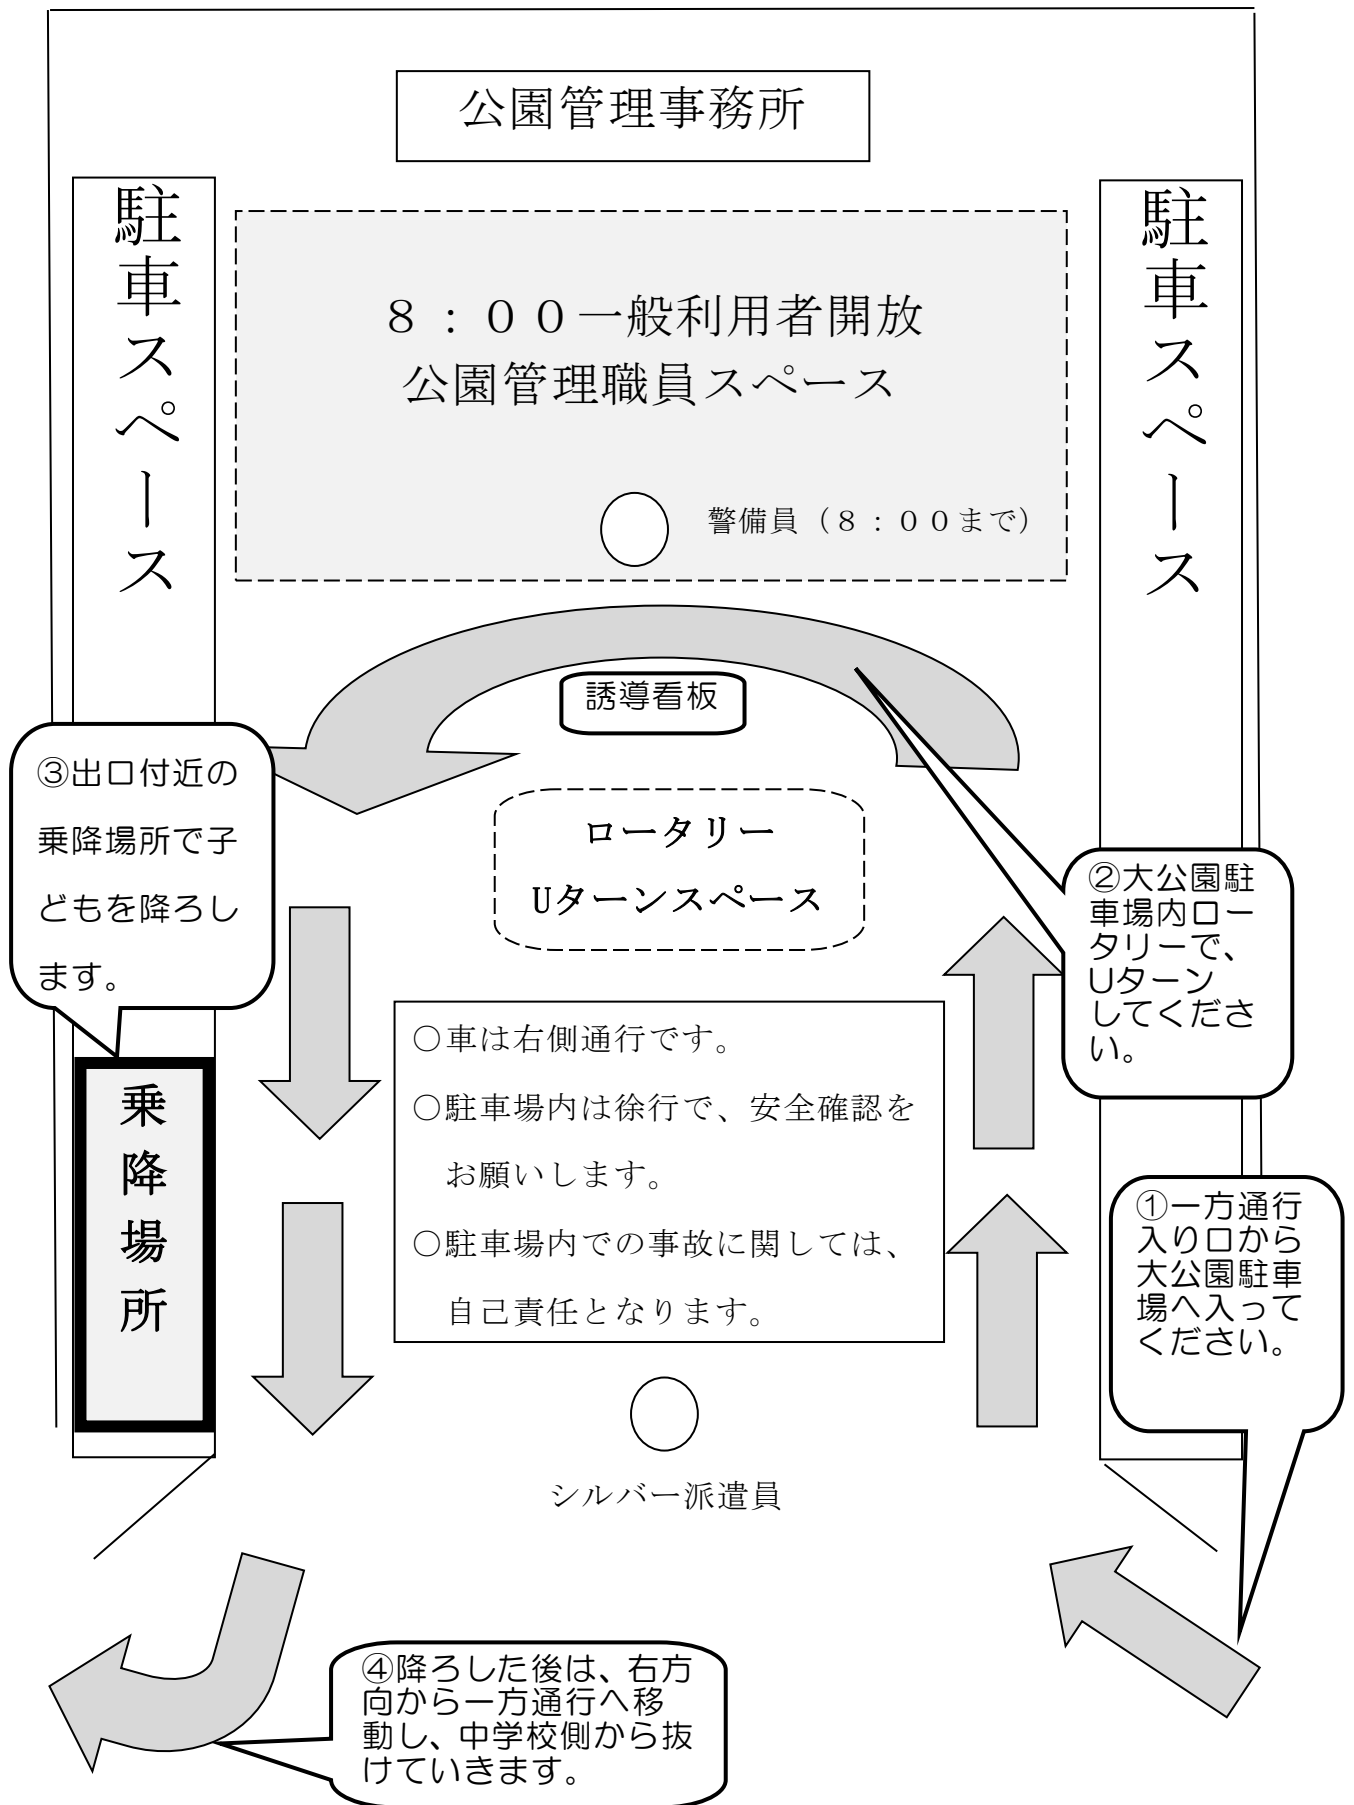 公園管理事務所
駐車スペース
８：００一般利用者開放
公園管理職員スペース
警備員（８：００まで）
駐車スペース
誘導看板
③出口付近の
乗降場所で子
どもを降ろし
ます。
ロータリー
Uターンスペース
②大公園駐
車場内ロー
タリーで、
Uターン
してくださ
い。
〇車は右側通行です。
〇駐車場内は徐行で、安全確認を
お願いします。
〇駐車場内での事故に関しては、
自己責任となります。
乗降場所
①一方通行
入り口から
大公園駐車
場へ入って
ください。
シルバー派遣員
④降ろした後は、右方
向から一方通行へ移
動し、中学校側から抜
けていきます。